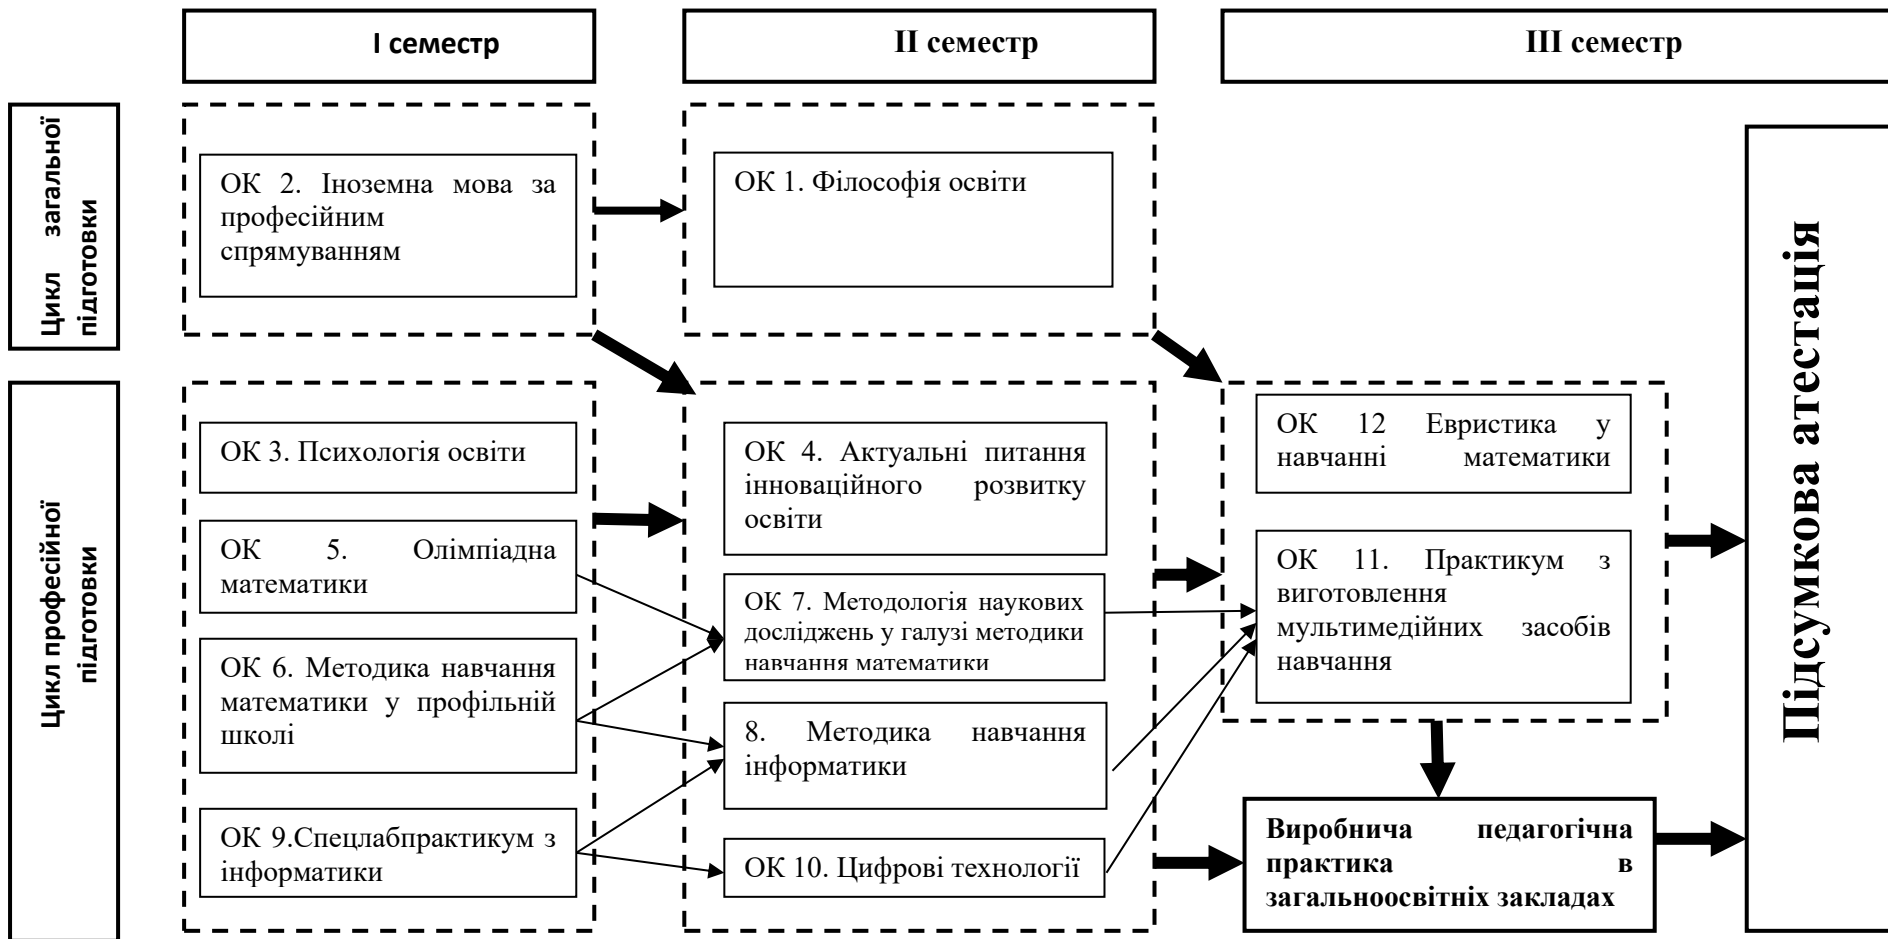 І семестр
ІІ семестр
ІІІ семестр
Цикл загальної
підготовки
ОК 2. Іноземна мова за
професійним
спрямуванням
ОК 1. Філософія освіти
Цикл професійної
підготовки
ОК 3. Психологія освіти
ОК 5. Олімпіадна
математики
ОК 6. Методика навчання
математики у профільній
школі
ОК 9.Спецлабпрактикум з
інформатики
ОК 4. Актуальні питання
інноваційного розвитку
освіти
ОК 7. Методологія наукових
досліджень у галузі методики
навчання математики
8. Методика навчання
інформатики
ОК 10. Цифрові технології
ОК 12 Евристика у
навчанні математики
ОК 11. Практикум з
виготовлення
мультимедійних засобів
навчання
Виробнича педагогічна
практика в
загальноосвітніх закладах
Підсумкова атестація